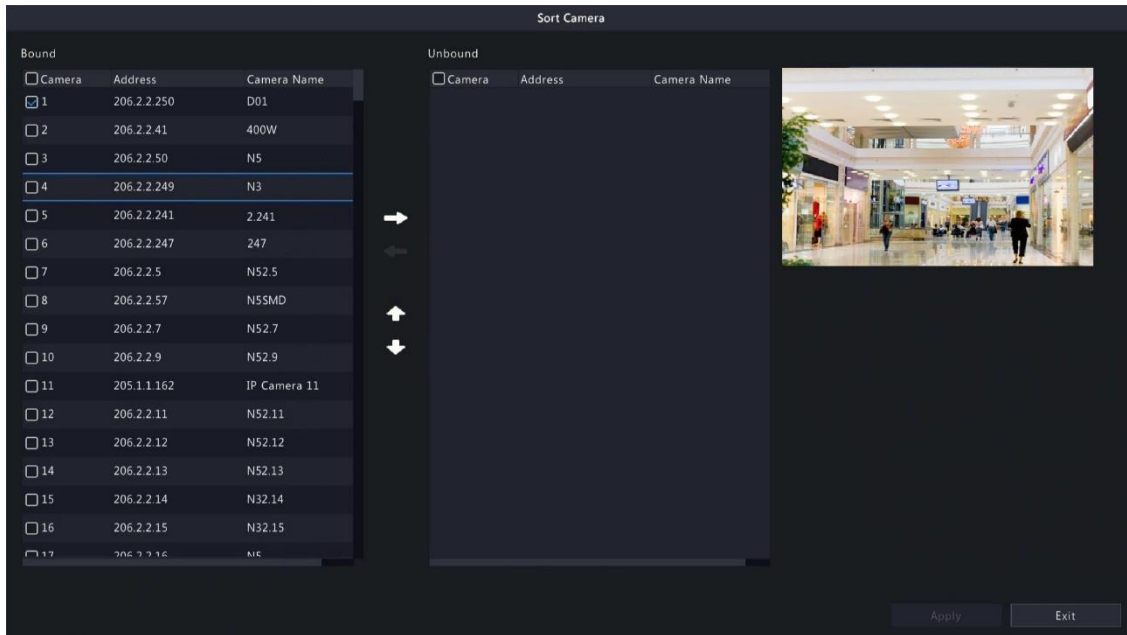 Sort Camera
Bound
Camera Address Camera Name
1 206.2.2.250 D01
2 206.2.2.41 400W
3 206.2.2.50 N5
4 206.2.2.249 N3
5 206.2.2.241 2.241
6 206.2.2.247 247
7 206.2.2.5 N52.5
8 206.2.2.57 N5SMD
9 206.2.2.7 N52.7
10 206.2.2.9 N52.9
11 205.1.1.162 IP Camera 11
12 206.2.2.11 N52.11
13 206.2.2.12 N52.12
14 206.2.2.13 N52.13
15 206.2.2.14 N32.14
16 206.2.2.15 N32.15
17 206.2.2.16 N5
Unbound
Camera Address Camera Name
Apply Exit